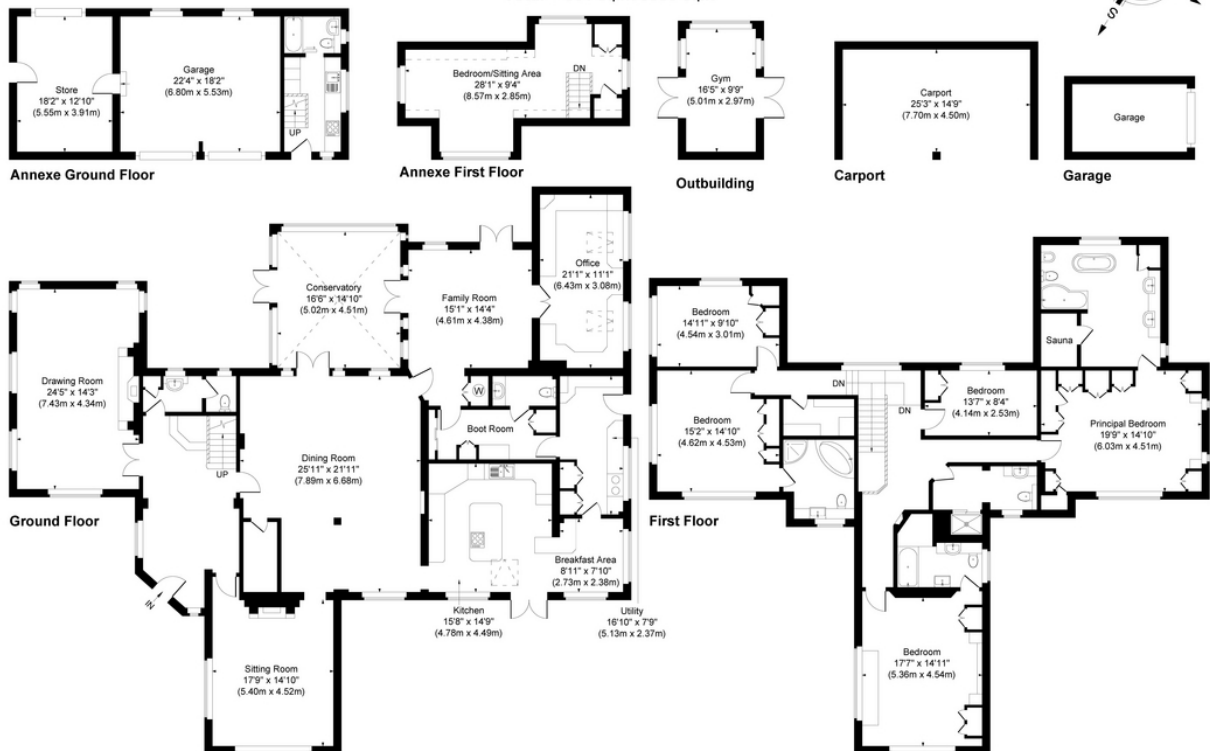 S
Store
18'2" x 12'10"
(5.55m x 3.91m)
Garage
22'4" x 18'2"
(6.80m x 5.53m)
UP
Annexe Ground Floor
Bedroom/Sitting Area
28'1" x 9'4"
(8.57m x 2.85m)
DN
Annexe First Floor
Gym
16'5" x 9'9"
(5.01m x 2.97m)
Outbuilding
Carport
25'3" x 14'9"
(7.70m x 4.50m)
Carport
Garage
Garage
Drawing Room
24'5" x 14'3"
(7.43m x 4.34m)
Conservatory
16'6" x 14'10"
(5.02m x 4.51m)
Family Room
15'1" x 14'4"
(4.61m x 4.38m)
Office
21'1" x 11'1"
(6.43m x 3.08m)
W
Boot Room
UP
Dining Room
25'11" x 21'11"
(7.89m x 6.68m)
Ground Floor
IN
Breakfast Area
8'11" x 7'10"
(2.73m x 2.38m)
Kitchen
15'8" x 14'9"
(4.78m x 4.49m)
Utility
16'10" x 7'9"
(5.13m x 2.37m)
Sitting Room
17'9" x 14'10"
(5.40m x 4.52m)
Bedroom
14'11" x 9'10"
(4.54m x 3.01m)
Sauna
Bedroom
15'2" x 14'10"
(4.62m x 4.53m)
DN
DN
Bedroom
13'7" x 8'4"
(4.14m x 2.53m)
Principal Bedroom
19'9" x 14'10"
(6.03m x 4.51m)
First Floor
Bedroom
17'7" x 14'11"
(5.36m x 4.54m)